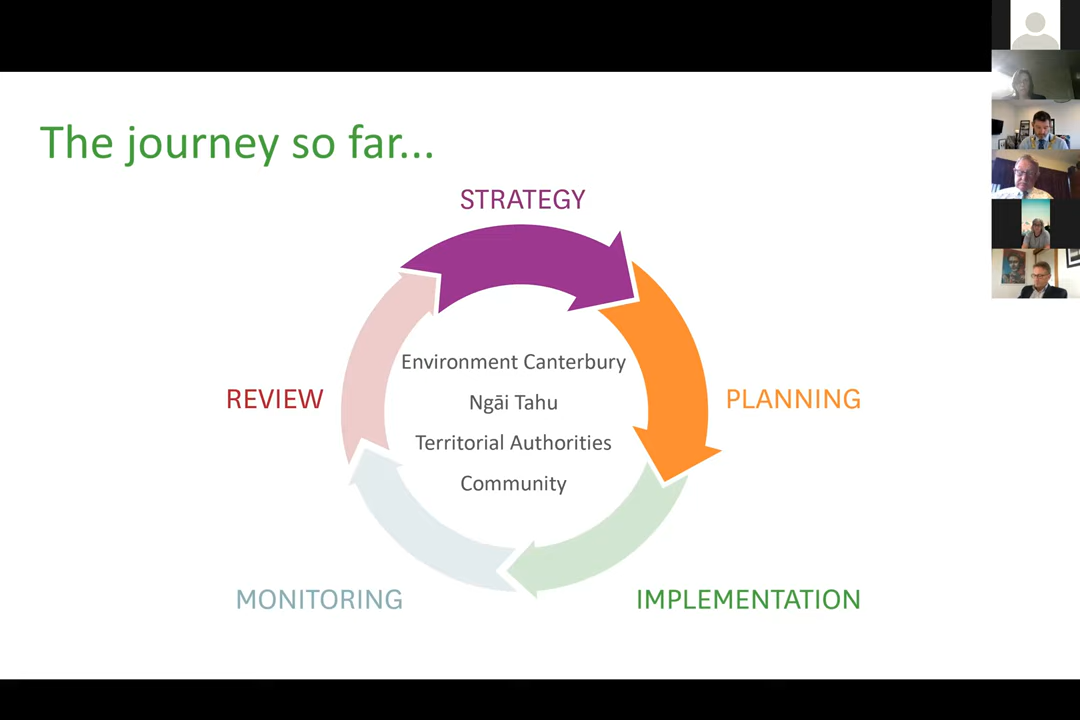 The journey so far...
STRATEGY
Environment Canterbury
REVIEW
PLANNING
Ngāi Tahu
Territorial Authorities
Community
MONITORING
IMPLEMENTATION